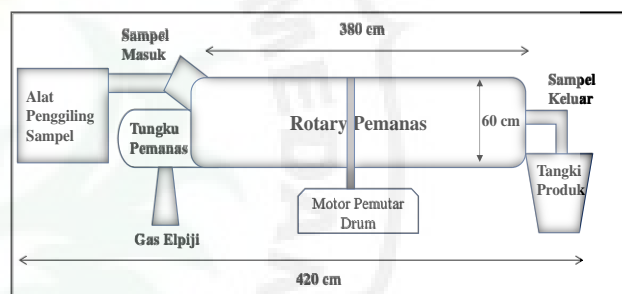 380 cm
Sampel
Masuk
Sampel
Keluar
Alat
Penggiling
Sampel
Tungku
Pemanas
Rotary Pemanas
60 cm
Tangki
Produk
Motor Pemutar
Drum
Gas Elpiji
420 cm
MEDAN